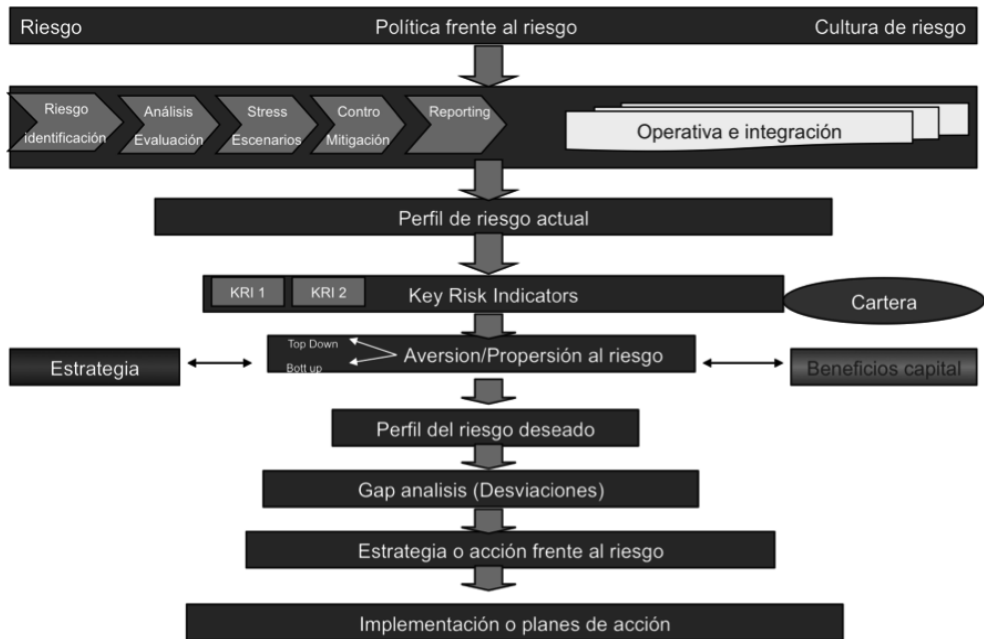 Riesgo Política frente al riesgo Cultura de riesgo
Riesgo
identificación
Análisis
Evaluación
Stress
Escenarios
Contro
Mitigación
Reporting
Operativa e integración
Perfil de riesgo actual
KRI 1 KRI 2 Key Risk Indicators
Cartera
Top Down
Bott up
Aversion/Propersión al riesgo
Estrategia
Beneficios capital
Perfil del riesgo deseado
Gap analisis (Desviaciones)
Estrategia o acción frente al riesgo
Implementación o planes de acción